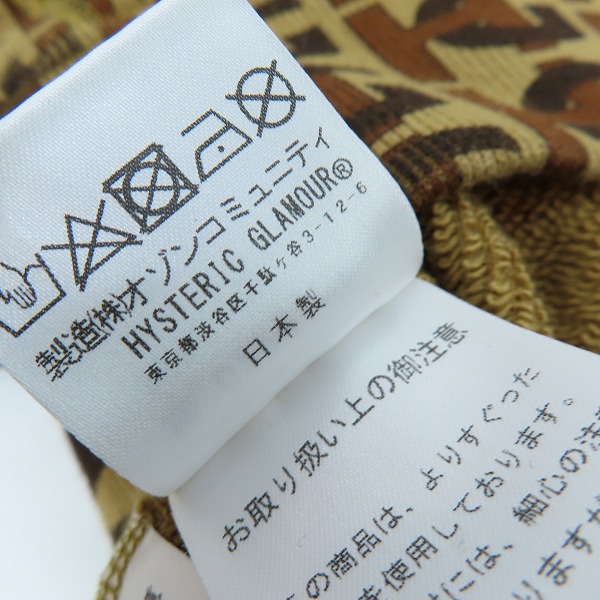 製造(株)オゾンコミュニティ
HYSTERIC GLAMOUR®
東京都渋谷区千駄ヶ谷3-12-6
日本製
お取り扱い上の御注意
の商品は、よりすぐった
を使用しております。
には、細心の注
ますが